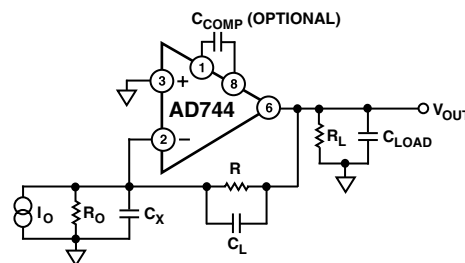 C_COMP (OPTIONAL)
1
8
3
+
AD744
6
V_OUT
2
–
R_L
C_LOAD
R
I_O
R_O
C_X
C_L